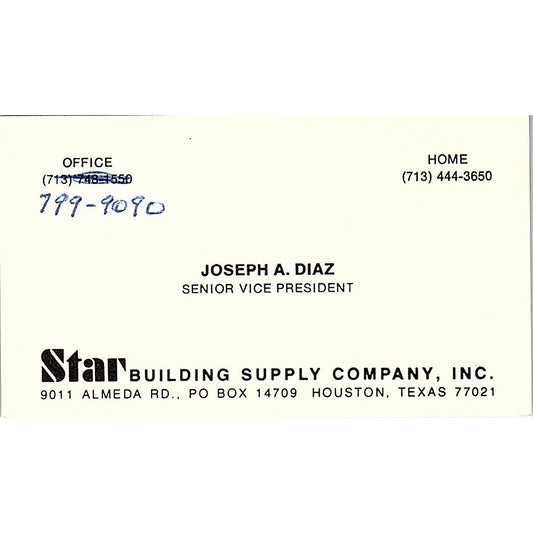 OFFICE
(713) 748-1550
799-9090
HOME
(713) 444-3650
JOSEPH A. DIAZ
SENIOR VICE PRESIDENT
Star BUILDING SUPPLY COMPANY, INC.
9011 ALMEDA RD., PO BOX 14709 HOUSTON, TEXAS 77021